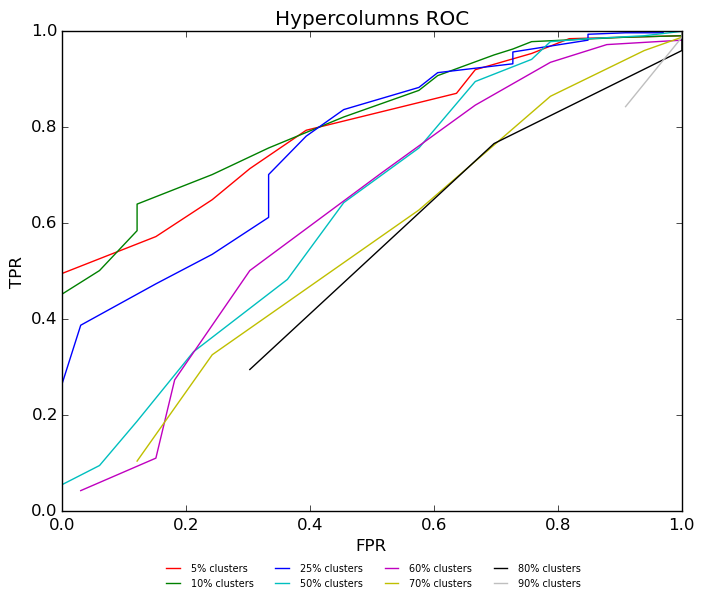 Hypercolumns ROC
1.0
0.8
0.6
0.4
0.2
0.0
TPR
0.0 0.2 0.4 0.6 0.8 1.0
FPR
5% clusters 25% clusters 60% clusters 80% clusters
10% clusters 50% clusters 70% clusters 90% clusters